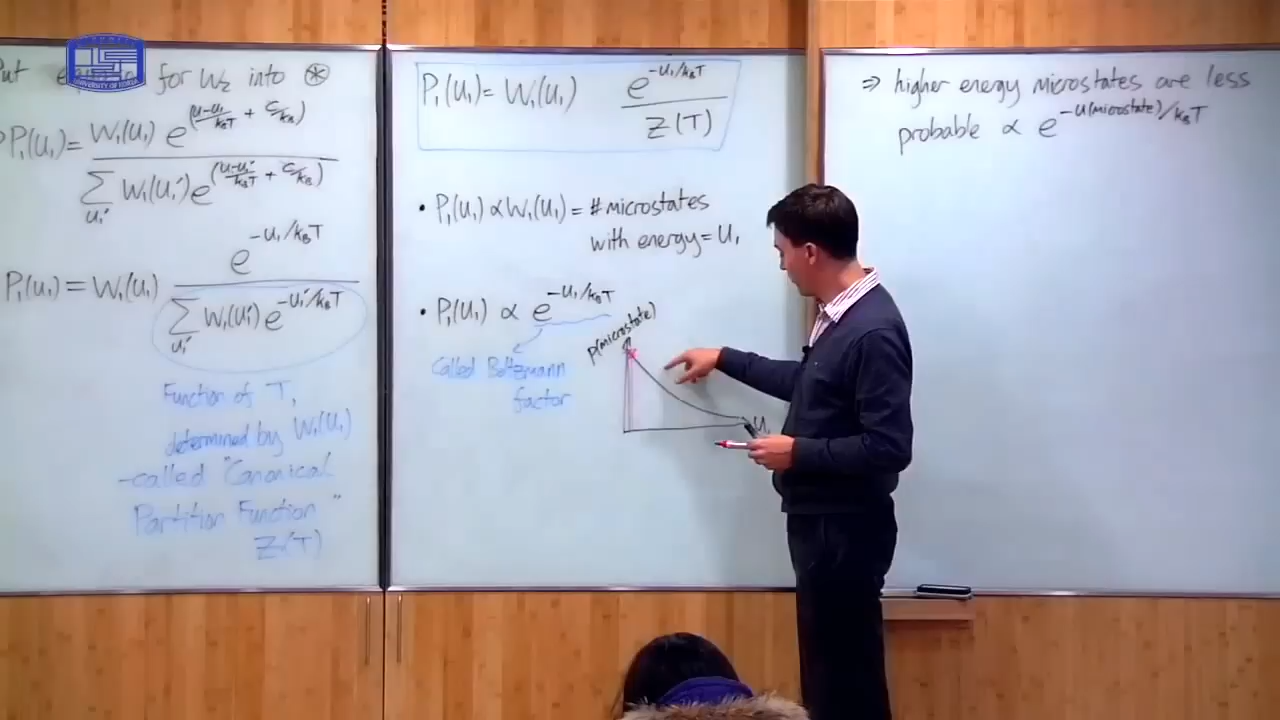 Put for W₂ into ⊛
P₁(U₁) = W₁(U₁) e^((U-U₁)/k_BT + C/k_B) / Σ_U₁' W₁(U₁') e^((U-U₁')/k_BT + C/k_B)
P₁(U₁) = W₁(U₁) e^(-U₁/k_BT) / Σ_U₁' W₁(U₁') e^(-U₁'/k_BT)
Function of T,
determined by W₁(U₁)
-called "Canonical
Partition Function"
Z(T)
P₁(U₁) = W₁(U₁) e^(-U₁/k_BT) / Z(T)
• P₁(U₁) ∝ W₁(U₁) = # microstates
with energy = U₁
• P₁(U₁) ∝ e^(-U₁/k_BT)
Called Boltzmann
factor
P(microstate)
U₁
⇒ higher energy microstates are less
probable ∝ e^(-U(microstate)/k_BT)